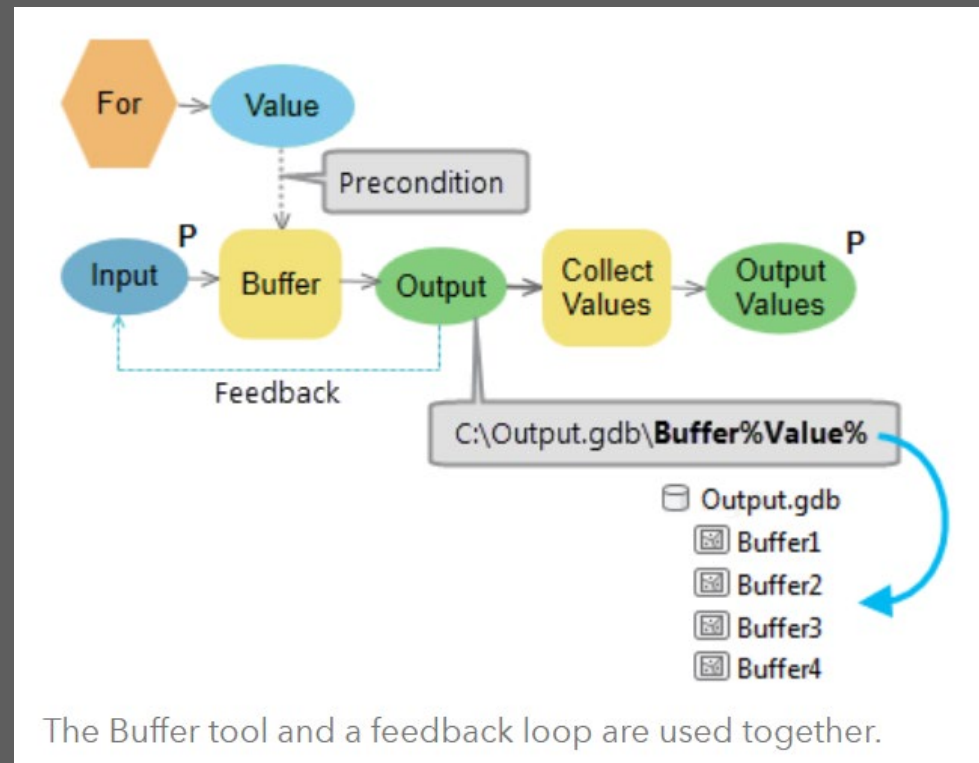 For
Value
Precondition
P
P
Input
Buffer
Output
Collect
Values
Output
Values
Feedback
C:\Output.gdb\Buffer%Value%
Output.gdb
Buffer1
Buffer2
Buffer3
Buffer4
The Buffer tool and a feedback loop are used together.